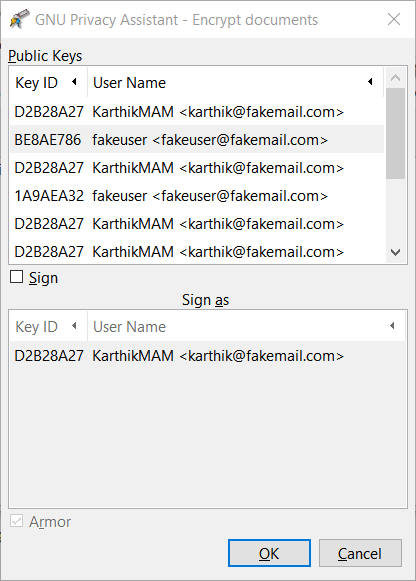 GNU Privacy Assistant - Encrypt documents
Public Keys
Key ID User Name
D2B28A27 KarthikMAM <karthik@fakemail.com>
BE8AE786 fakeuser <fakeuser@fakemail.com>
D2B28A27 KarthikMAM <karthik@fakemail.com>
1A9AEA32 fakeuser <fakeuser@fakemail.com>
D2B28A27 KarthikMAM <karthik@fakemail.com>
D2B28A27 KarthikMAM <karthik@fakemail.com>
Sign
Sign as
Key ID User Name
D2B28A27 KarthikMAM <karthik@fakemail.com>
Armor
OK Cancel